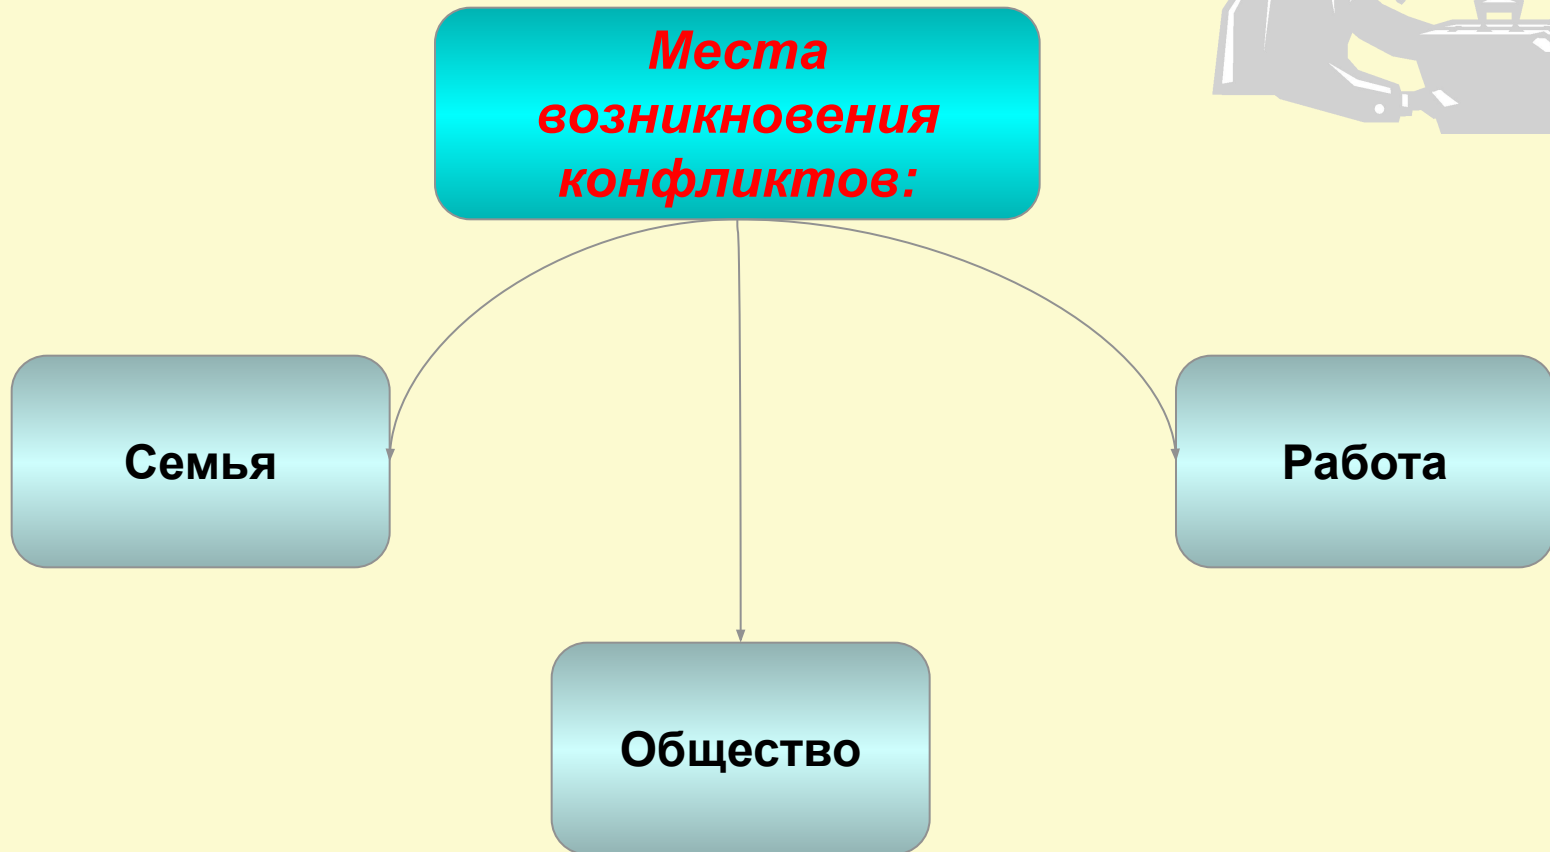 Места
возникновения
конфликтов:
Семья
Работа
Общество